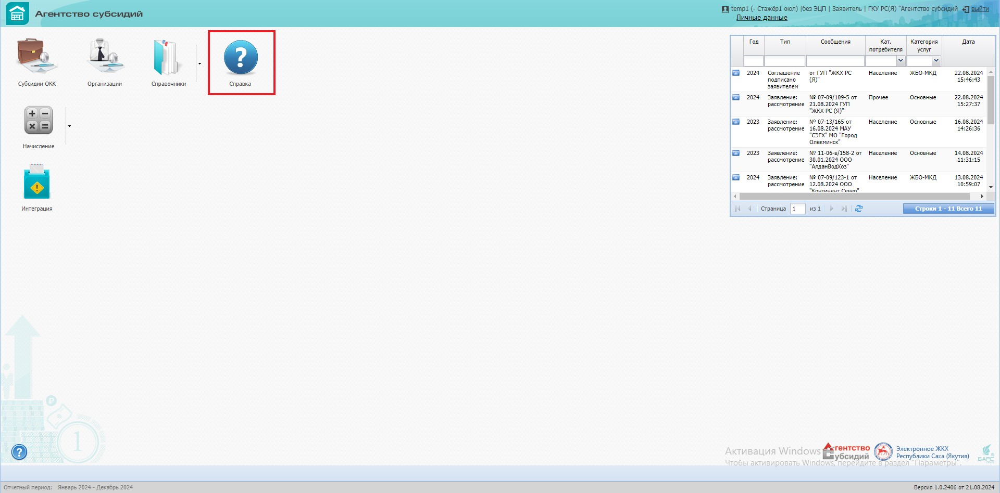 Агентство субсидий
temp1 (- Стажёр1 оюл) |без ЭЦП | Заявитель | ГКУ РС(Я) "Агентство субсидий
выйти
Личные данные
Субсидии ОКК
Организации
Справочники
?
Справка
Начисление
Интеграция
Год
Тип
Сообщения
Кат.
потребителя
Категория
услуг
Дата
2024
Соглашение
подписано
заявителем
от ГУП "ЖКХ РС
(Я)"
Население
ЖБО-МКД
22.08.2024
15:46:43
2024
Заявление:
рассмотрение
№ 07-09/109-5 от
21.08.2024 ГУП
"ЖКХ РС (Я)"
Прочее
Основные
22.08.2024
15:27:37
2023
Заявление:
рассмотрение
№ 07-13/165 от
16.08.2024 МАУ
"СЭГХ" МО "Город
Олёкминск"
Население
Основные
16.08.2024
14:26:36
2023
Заявление:
рассмотрение
№ 11-06-в/158-2 от
30.01.2024 ООО
"АлданВодХоз"
Население
Основные
14.08.2024
11:31:15
2024
Заявление:
рассмотрение
№ 07-09/123-1 от
12.08.2024 ООО
"Континент Север"
Население
ЖБО-МКД
13.08.2024
10:59:07
Страница 1 из 1
Строки 1 - 11 Всего 11
1
?
Активация Windows
Чтобы активировать Windows, перейдите в раздел "Параметры".
Агентство
Субсидий
Электронное ЖКХ
Республики Саха (Якутия)
БАРС
Отчетный период: Январь 2024 - Декабрь 2024
Версия 1.0.2406 от 21.08.2024